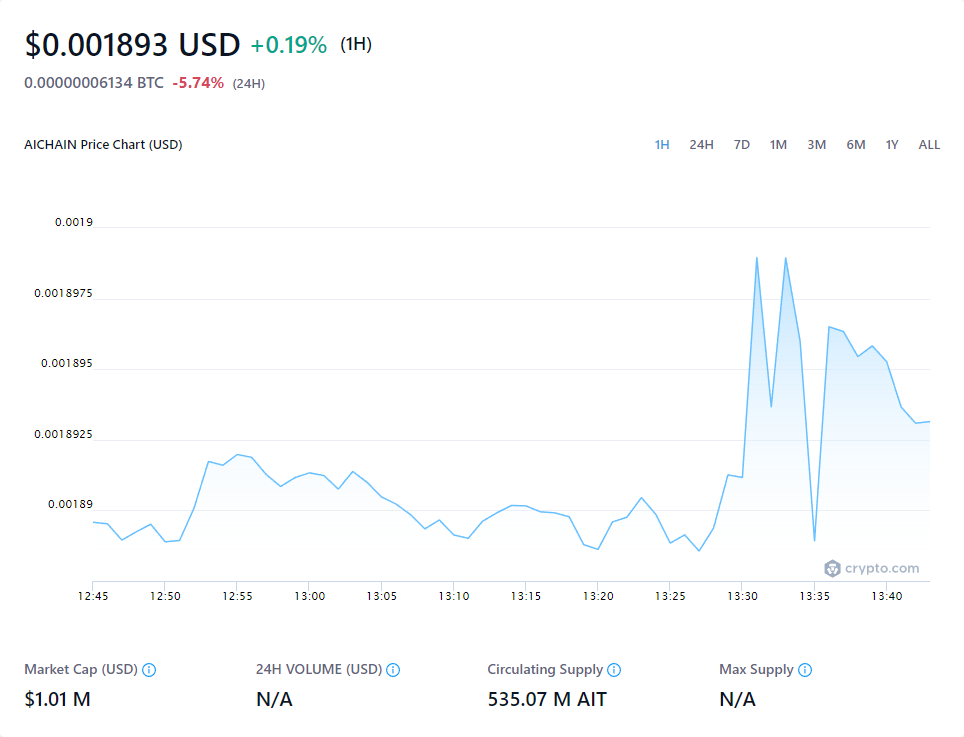 $0.001893 USD +0.19% (1H)
0.00000006134 BTC -5.74% (24H)
AICHAIN Price Chart (USD) 1H 24H 7D 1M 3M 6M 1Y ALL
0.0019
0.0018975
0.001895
0.0018925
0.00189
crypto.com
12:45 12:50 12:55 13:00 13:05 13:10 13:15 13:20 13:25 13:30 13:35 13:40
Market Cap (USD) 24H VOLUME (USD) Circulating Supply Max Supply
$1.01 M N/A 535.07 M AIT N/A